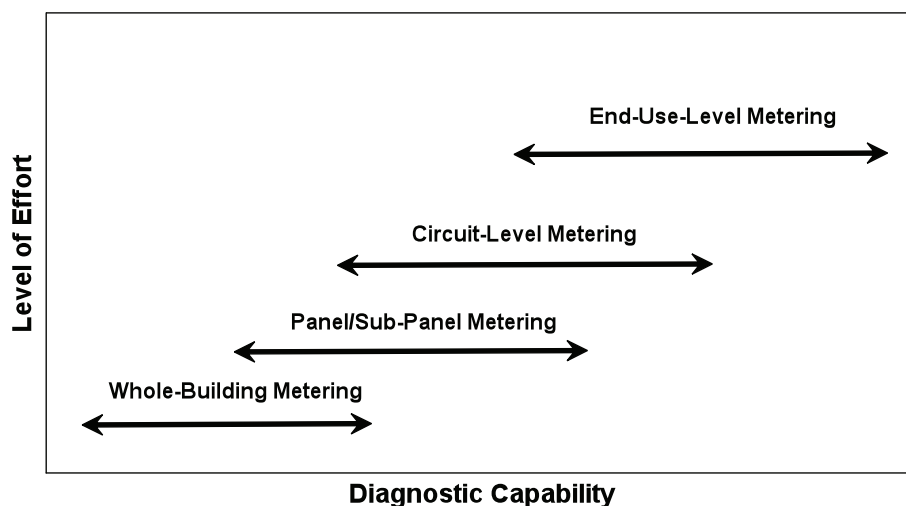 End-Use-Level Metering
Circuit-Level Metering
Panel/Sub-Panel Metering
Whole-Building Metering
Level of Effort
Diagnostic Capability